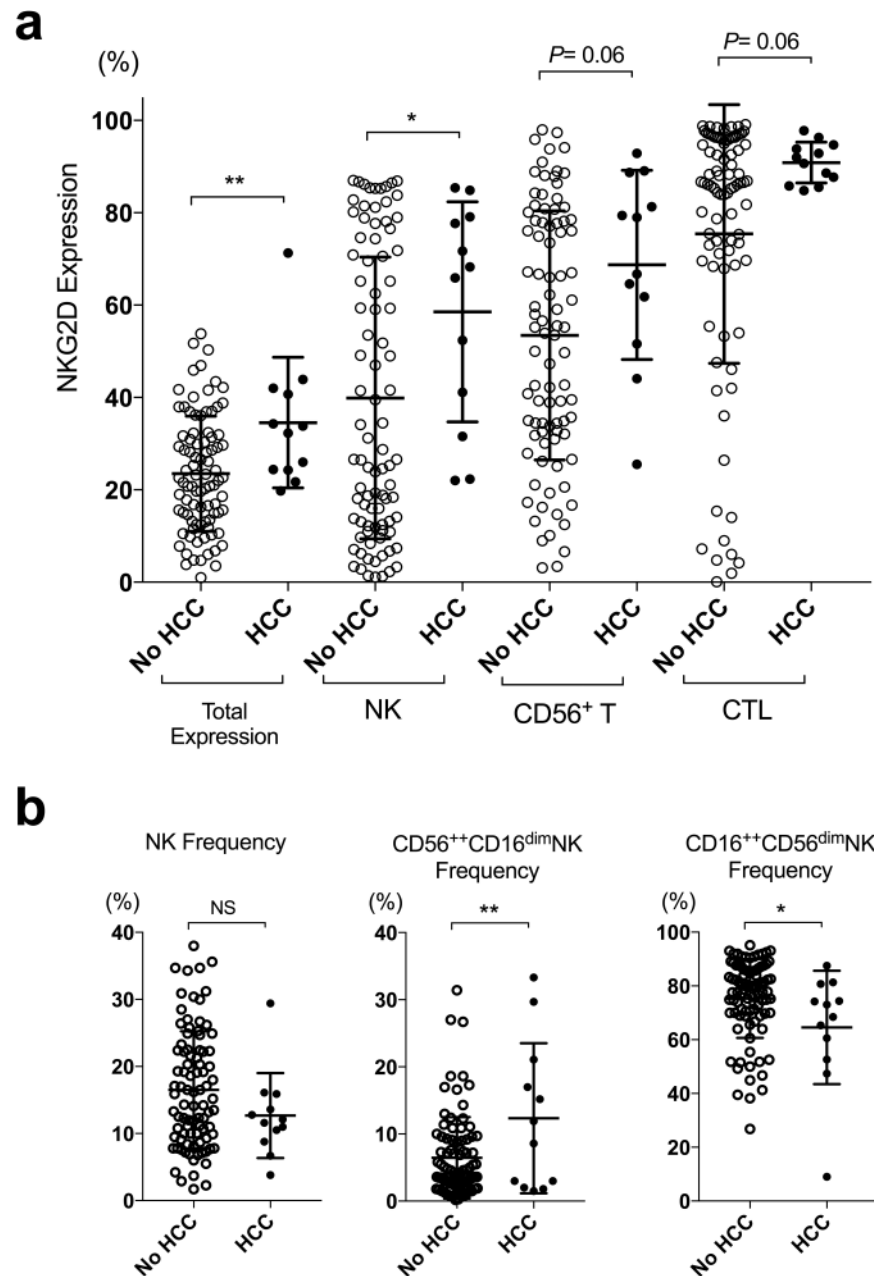 a
(%)
P= 0.06
P= 0.06
*
**
NKG2D Expression
100
80
60
40
20
0
No HCC
HCC
No HCC
HCC
No HCC
HCC
No HCC
HCC
Total
Expression
NK
CD56⁺ T
CTL
b
NK Frequency
(%)
NS
40
30
20
10
0
No HCC
HCC
CD56⁺⁺CD16ᵈⁱᵐNK
Frequency
(%)
**
40
30
20
10
0
No HCC
HCC
CD16⁺⁺CD56ᵈⁱᵐNK
Frequency
(%)
*
100
80
60
40
20
0
No HCC
HCC